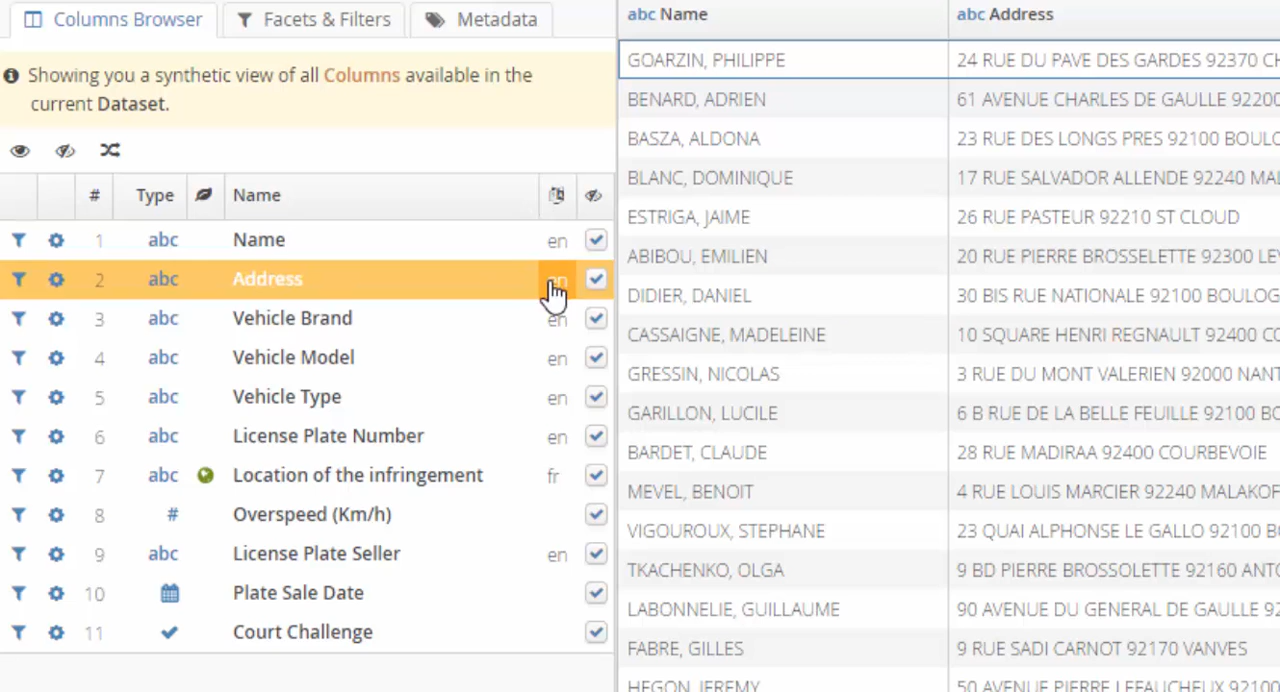 Columns Browser
Facets & Filters
Metadata
Showing you a synthetic view of all Columns available in the
current Dataset.
# Type Name
1 abc Name en
2 abc Address en
3 abc Vehicle Brand en
4 abc Vehicle Model en
5 abc Vehicle Type en
6 abc License Plate Number en
7 abc Location of the infringement fr
8 # Overspeed (Km/h)
9 abc License Plate Seller en
10 Plate Sale Date
11 Court Challenge
abc Name abc Address
GOARZIN, PHILIPPE 24 RUE DU PAVE DES GARDES 92370 CH
BENARD, ADRIEN 61 AVENUE CHARLES DE GAULLE 92200
BASZA, ALDONA 23 RUE DES LONGS PRES 92100 BOULO
BLANC, DOMINIQUE 17 RUE SALVADOR ALLENDE 92240 MAL
ESTRIGA, JAIME 26 RUE PASTEUR 92210 ST CLOUD
ABIBOU, EMILIEN 20 RUE PIERRE BROSSELETTE 92300 LEV
DIDIER, DANIEL 30 BIS RUE NATIONALE 92100 BOULOG
CASSAIGNE, MADELEINE 10 SQUARE HENRI REGNAULT 92400 CO
GRESSIN, NICOLAS 3 RUE DU MONT VALERIEN 92000 NANT
GARILLON, LUCILE 6 B RUE DE LA BELLE FEUILLE 92100 BO
BARDET, CLAUDE 28 RUE MADIRAA 92400 COURBEVOIE
MEVEL, BENOIT 4 RUE LOUIS MARCIER 92240 MALAKOF
VIGOUROUX, STEPHANE 23 QUAI ALPHONSE LE GALLO 92100 BO
TKACHENKO, OLGA 9 BD PIERRE BROSSOLETTE 92160 ANTO
LABONNELIE, GUILLAUME 90 AVENUE DU GENERAL DE GAULLE 92
FABRE, GILLES 9 RUE SADI CARNOT 92170 VANVES
HEGON, JEREMY 50 AVENUE PIERRE LEFAUCHEUX 92100